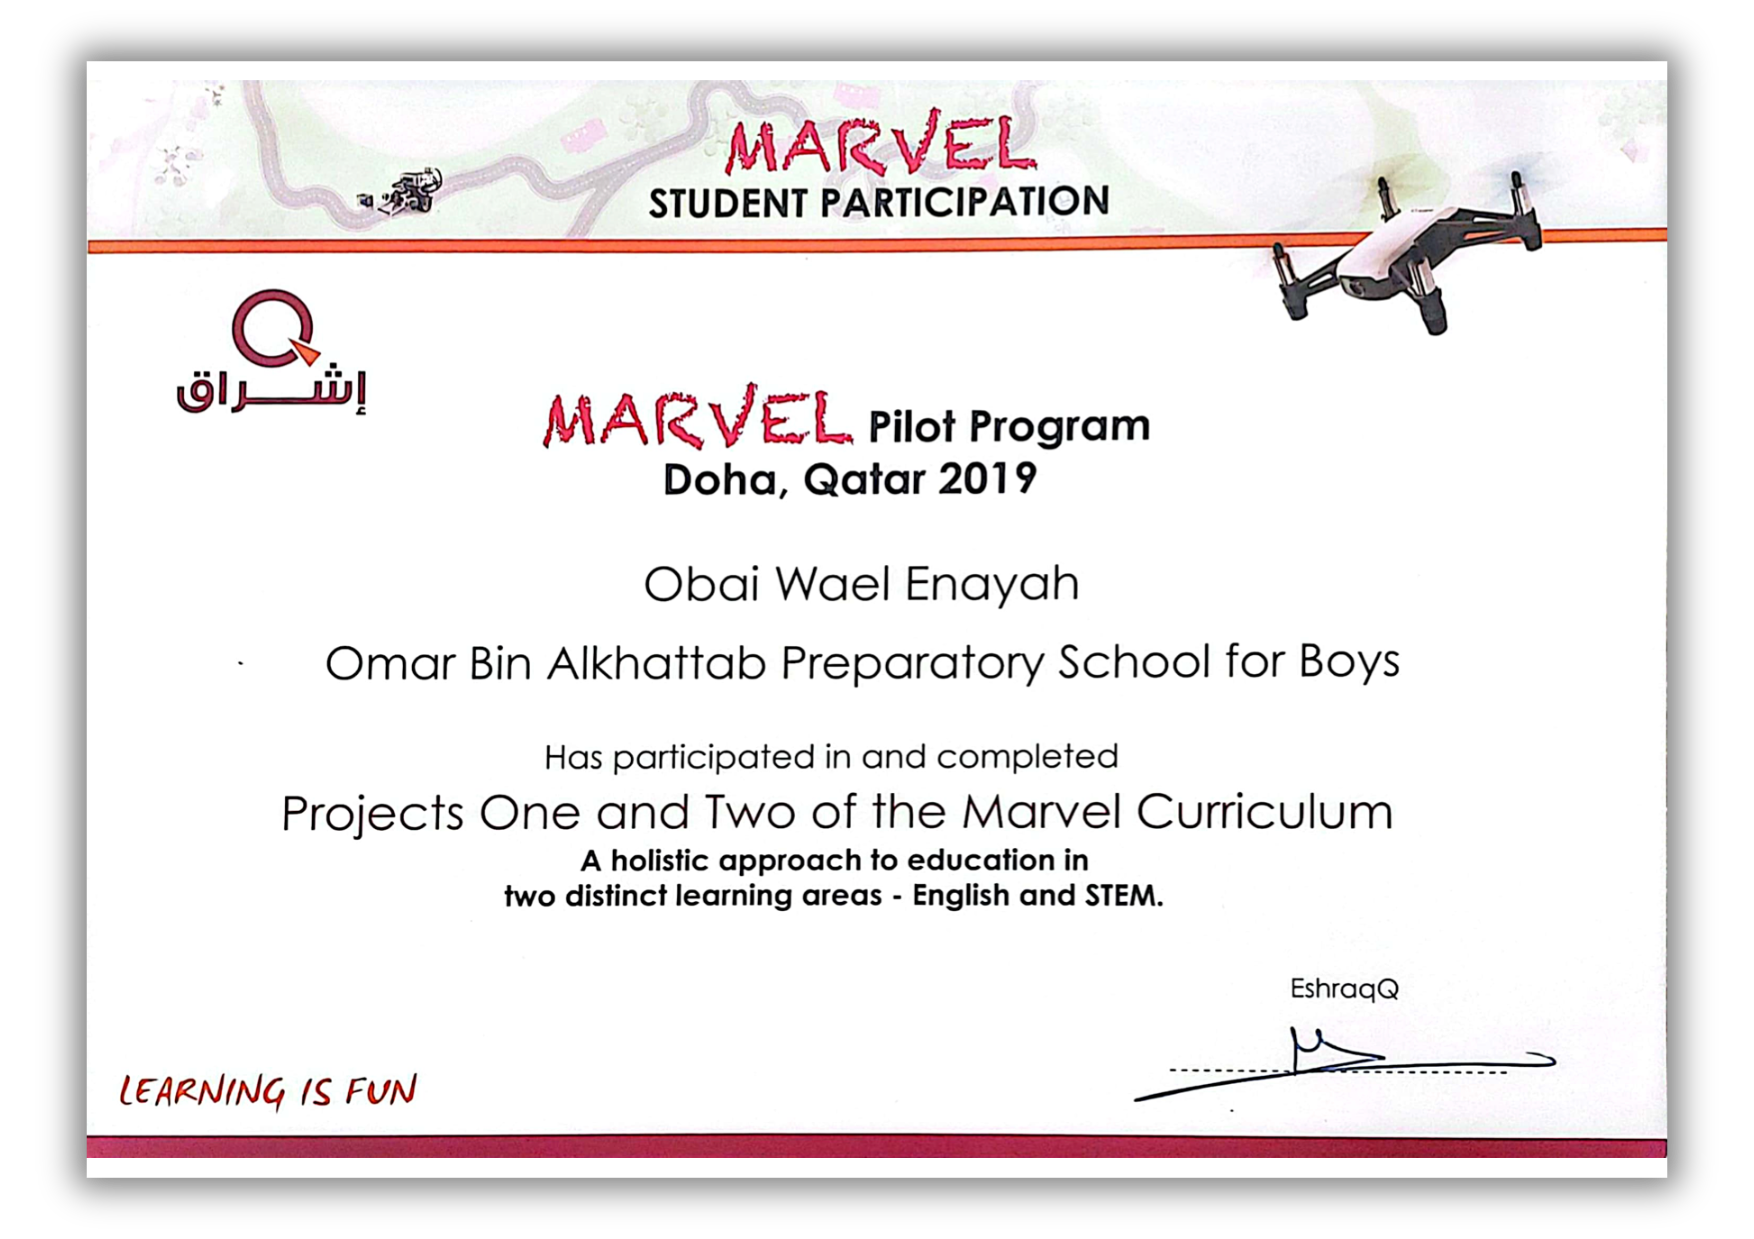 MARVEL
STUDENT PARTICIPATION
إشراق
MARVEL Pilot Program
Doha, Qatar 2019
Obai Wael Enayah
Omar Bin Alkhattab Preparatory School for Boys
Has participated in and completed
Projects One and Two of the Marvel Curriculum
A holistic approach to education in
two distinct learning areas - English and STEM.
EshraqQ
LEARNING IS FUN